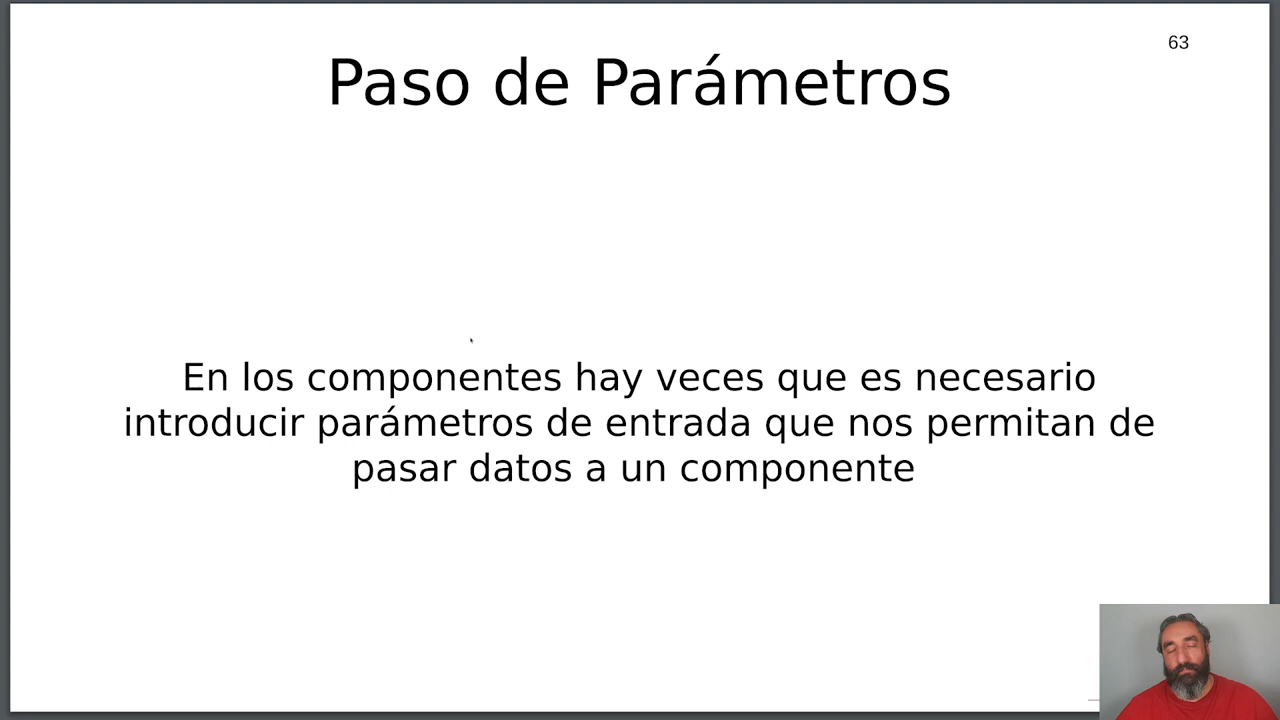 63
Paso de Parámetros
En los componentes hay veces que es necesario
introducir parámetros de entrada que nos permitan de
pasar datos a un componente